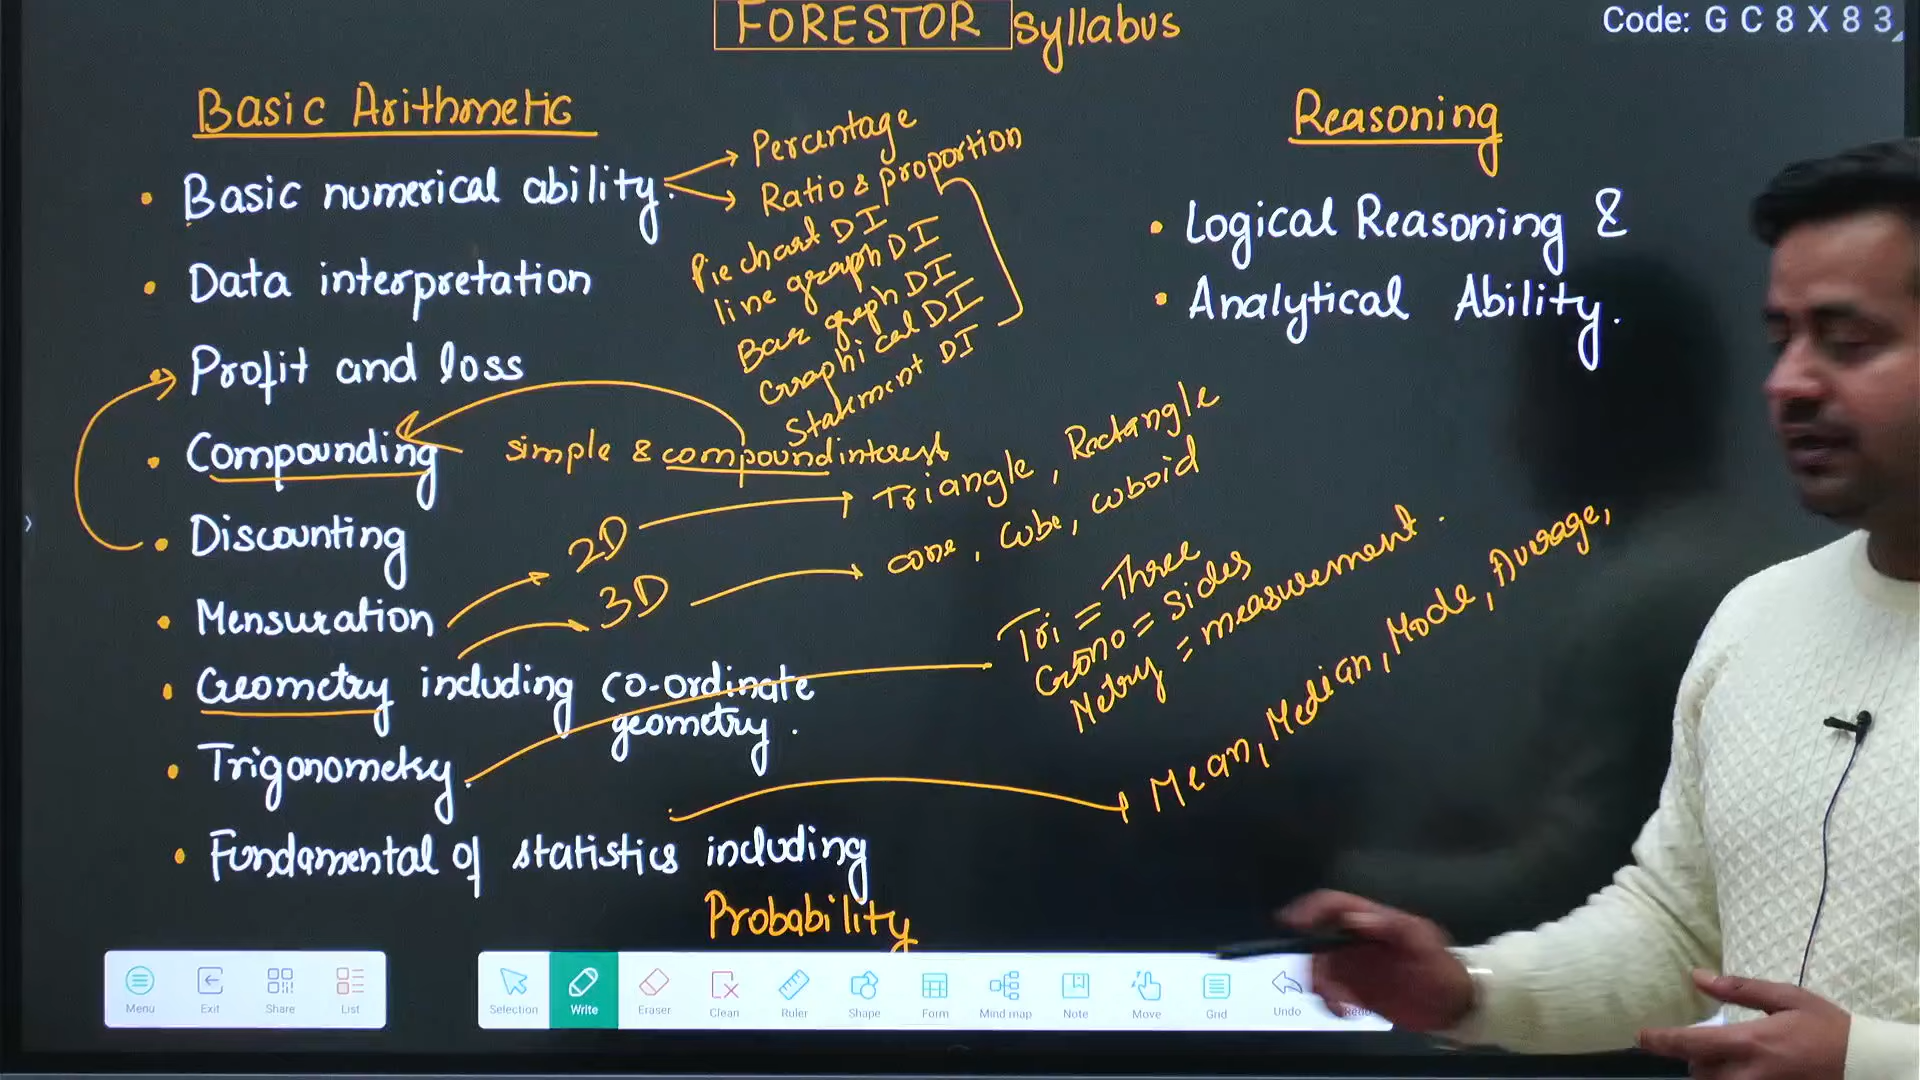 FORESTOR syllabus
Code: G C 8 X 8 3
Basic Arithmetic
• Basic numerical ability.
Percentage
Ratio & proportion
• Data interpretation
Pie chart DI
line graph DI
Bar graph DI
Graphical DI
Statement DI
• Profit and loss
• Compounding
simple & compound interest
• Discounting
• Mensuration
2D
Triangle, Rectangle
3D
cone, cube, cuboid
• Geometry including co-ordinate
geometry.
• Trigonometry.
Tri = Three
Gono = Sides
Metry = measurement.
• Fundamental of statistics including
Probability
Mean, Median, Mode, Average,
Reasoning
• Logical Reasoning &
• Analytical Ability.
Menu
Exit
Share
List
Selection
Write
Eraser
Clean
Ruler
Shape
Form
Mind map
Note
Move
Grid
Undo